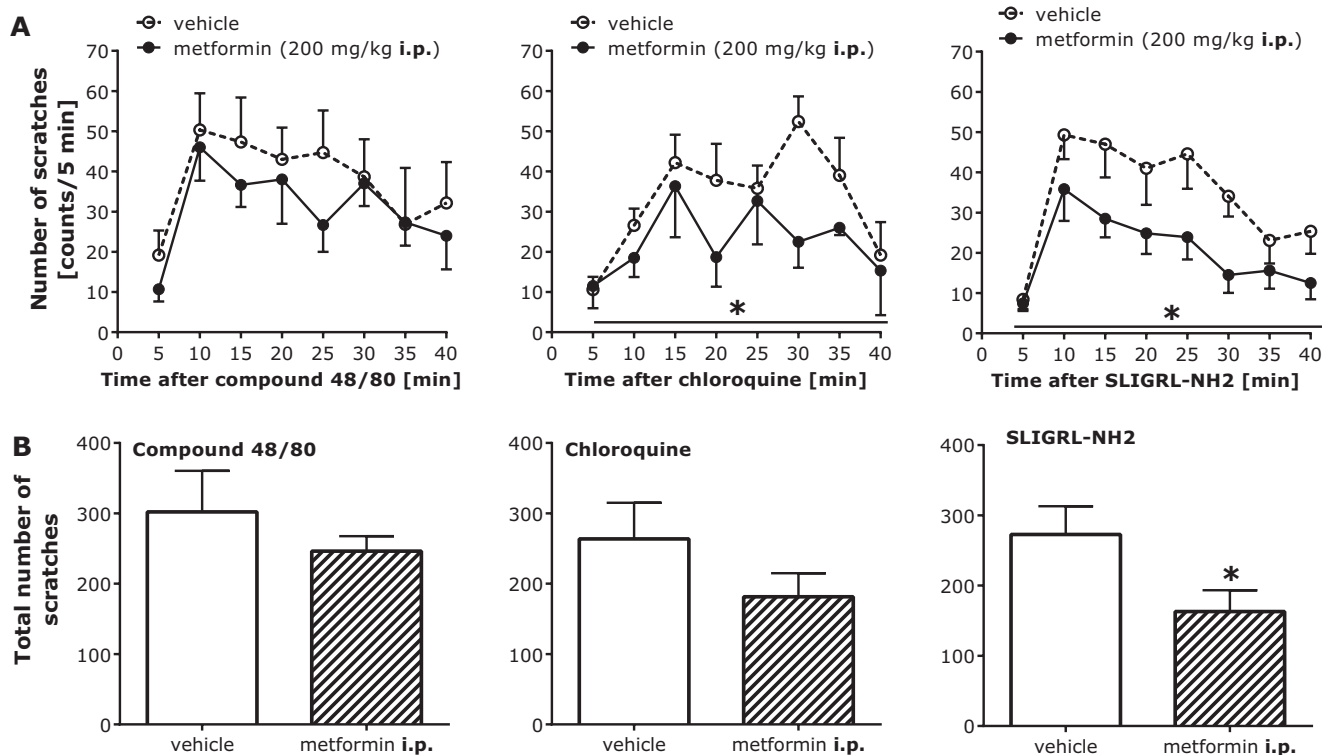 A
vehicle
metformin (200 mg/kg i.p.)
Number of scratches
[counts/5 min]
70
60
50
40
30
20
10
0
0 5 10 15 20 25 30 35 40
Time after compound 48/80 [min]
vehicle
metformin (200 mg/kg i.p.)
70
60
50
40
30
20
10
0
*
0 5 10 15 20 25 30 35 40
Time after chloroquine [min]
vehicle
metformin (200 mg/kg i.p.)
70
60
50
40
30
20
10
0
*
0 5 10 15 20 25 30 35 40
Time after SLIGRL-NH2 [min]
B
Total number of
scratches
Compound 48/80
400
300
200
100
0
vehicle metformin i.p.
Chloroquine
400
300
200
100
0
vehicle metformin i.p.
SLIGRL-NH2
400
300
200
100
0
*
vehicle metformin i.p.